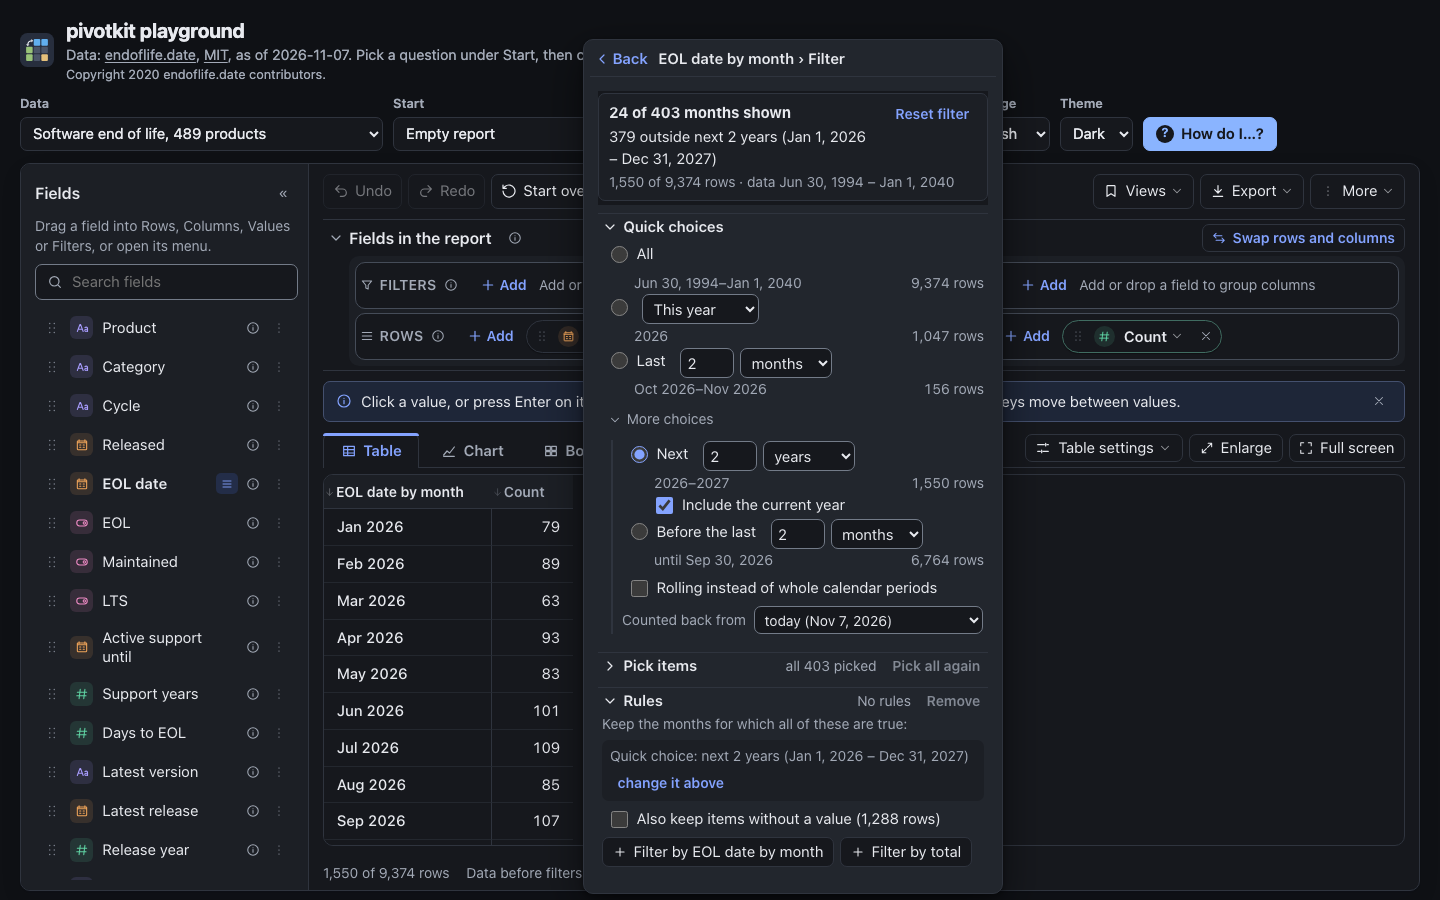 pivotkit playground
Data: endoflife.date, MIT, as of 2026-11-07. Pick a question under Start, then
Copyright 2020 endoflife.date contributors.
Data
Software end of life, 489 products
Start
Empty report
Theme
Dark
? How do I...?
Fields
«
Drag a field into Rows, Columns, Values
or Filters, or open its menu.
Search fields
Aa Product
Aa Category
Aa Cycle
Released
EOL date
EOL
Maintained
LTS
Active support
until
# Support years
# Days to EOL
Aa Latest version
Latest release
# Release year
Undo
Redo
Start ove
Views
Export
More
Fields in the report
Swap rows and columns
FILTERS
+ Add
Add or
+ Add
Add or drop a field to group columns
ROWS
+ Add
+ Add
# Count
Click a value, or press Enter on it
eys move between values.
Table
Chart
Bo
Table settings
Enlarge
Full screen
EOL date by month
Count
Jan 2026 79
Feb 2026 89
Mar 2026 63
Apr 2026 93
May 2026 83
Jun 2026 101
Jul 2026 109
Aug 2026 85
Sep 2026 107
1,550 of 9,374 rows
Data before filters
Back
EOL date by month › Filter
24 of 403 months shown
Reset filter
379 outside next 2 years (Jan 1, 2026
– Dec 31, 2027)
1,550 of 9,374 rows · data Jun 30, 1994 – Jan 1, 2040
Quick choices
All
Jun 30, 1994–Jan 1, 2040
9,374 rows
This year
2026
1,047 rows
Last 2 months
Oct 2026–Nov 2026
156 rows
More choices
Next 2 years
2026–2027
1,550 rows
Include the current year
Before the last 2 months
until Sep 30, 2026
6,764 rows
Rolling instead of whole calendar periods
Counted back from today (Nov 7, 2026)
Pick items
all 403 picked
Pick all again
Rules
No rules
Remove
Keep the months for which all of these are true:
Quick choice: next 2 years (Jan 1, 2026 – Dec 31, 2027)
change it above
Also keep items without a value (1,288 rows)
+ Filter by EOL date by month
+ Filter by total